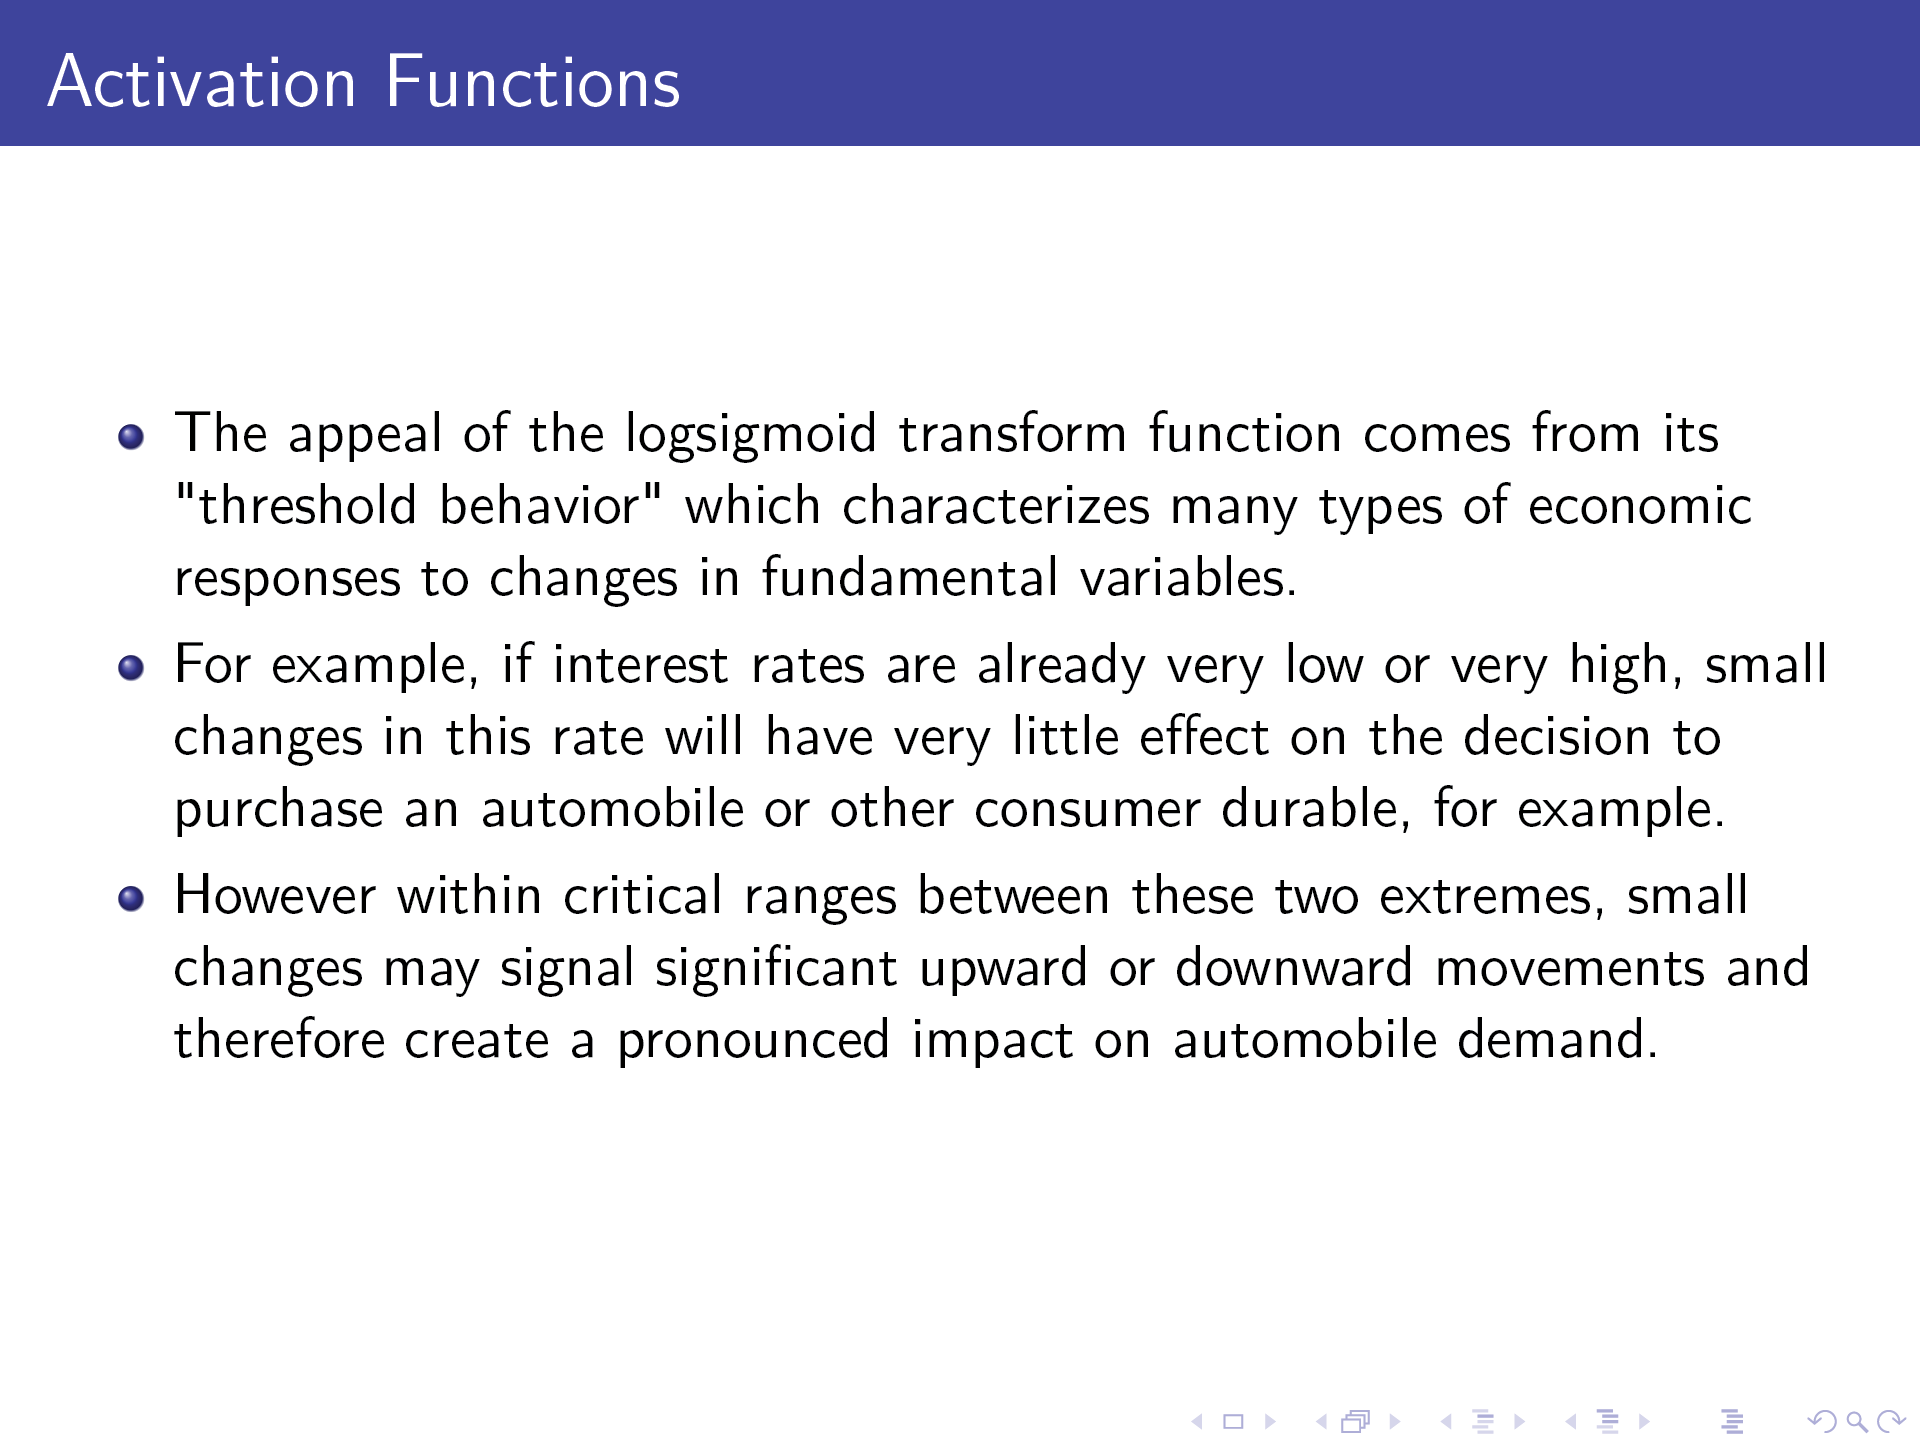 Activation Functions
The appeal of the logsigmoid transform function comes from its
"threshold behavior" which characterizes many types of economic
responses to changes in fundamental variables.
For example, if interest rates are already very low or very high, small
changes in this rate will have very little effect on the decision to
purchase an automobile or other consumer durable, for example.
However within critical ranges between these two extremes, small
changes may signal significant upward or downward movements and
therefore create a pronounced impact on automobile demand.